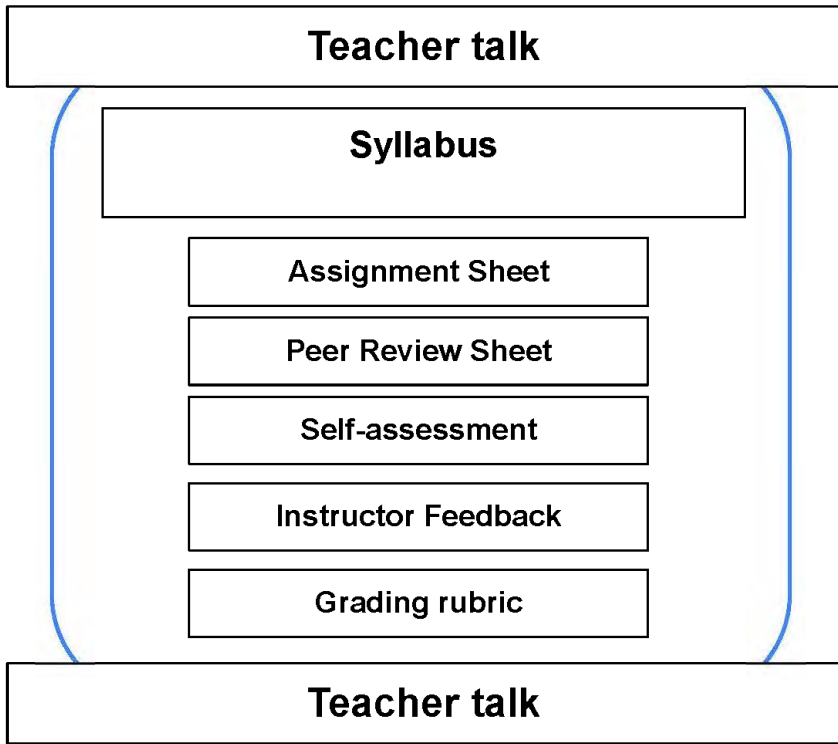 Teacher talk
Syllabus
Assignment Sheet
Peer Review Sheet
Self-assessment
Instructor Feedback
Grading rubric
Teacher talk